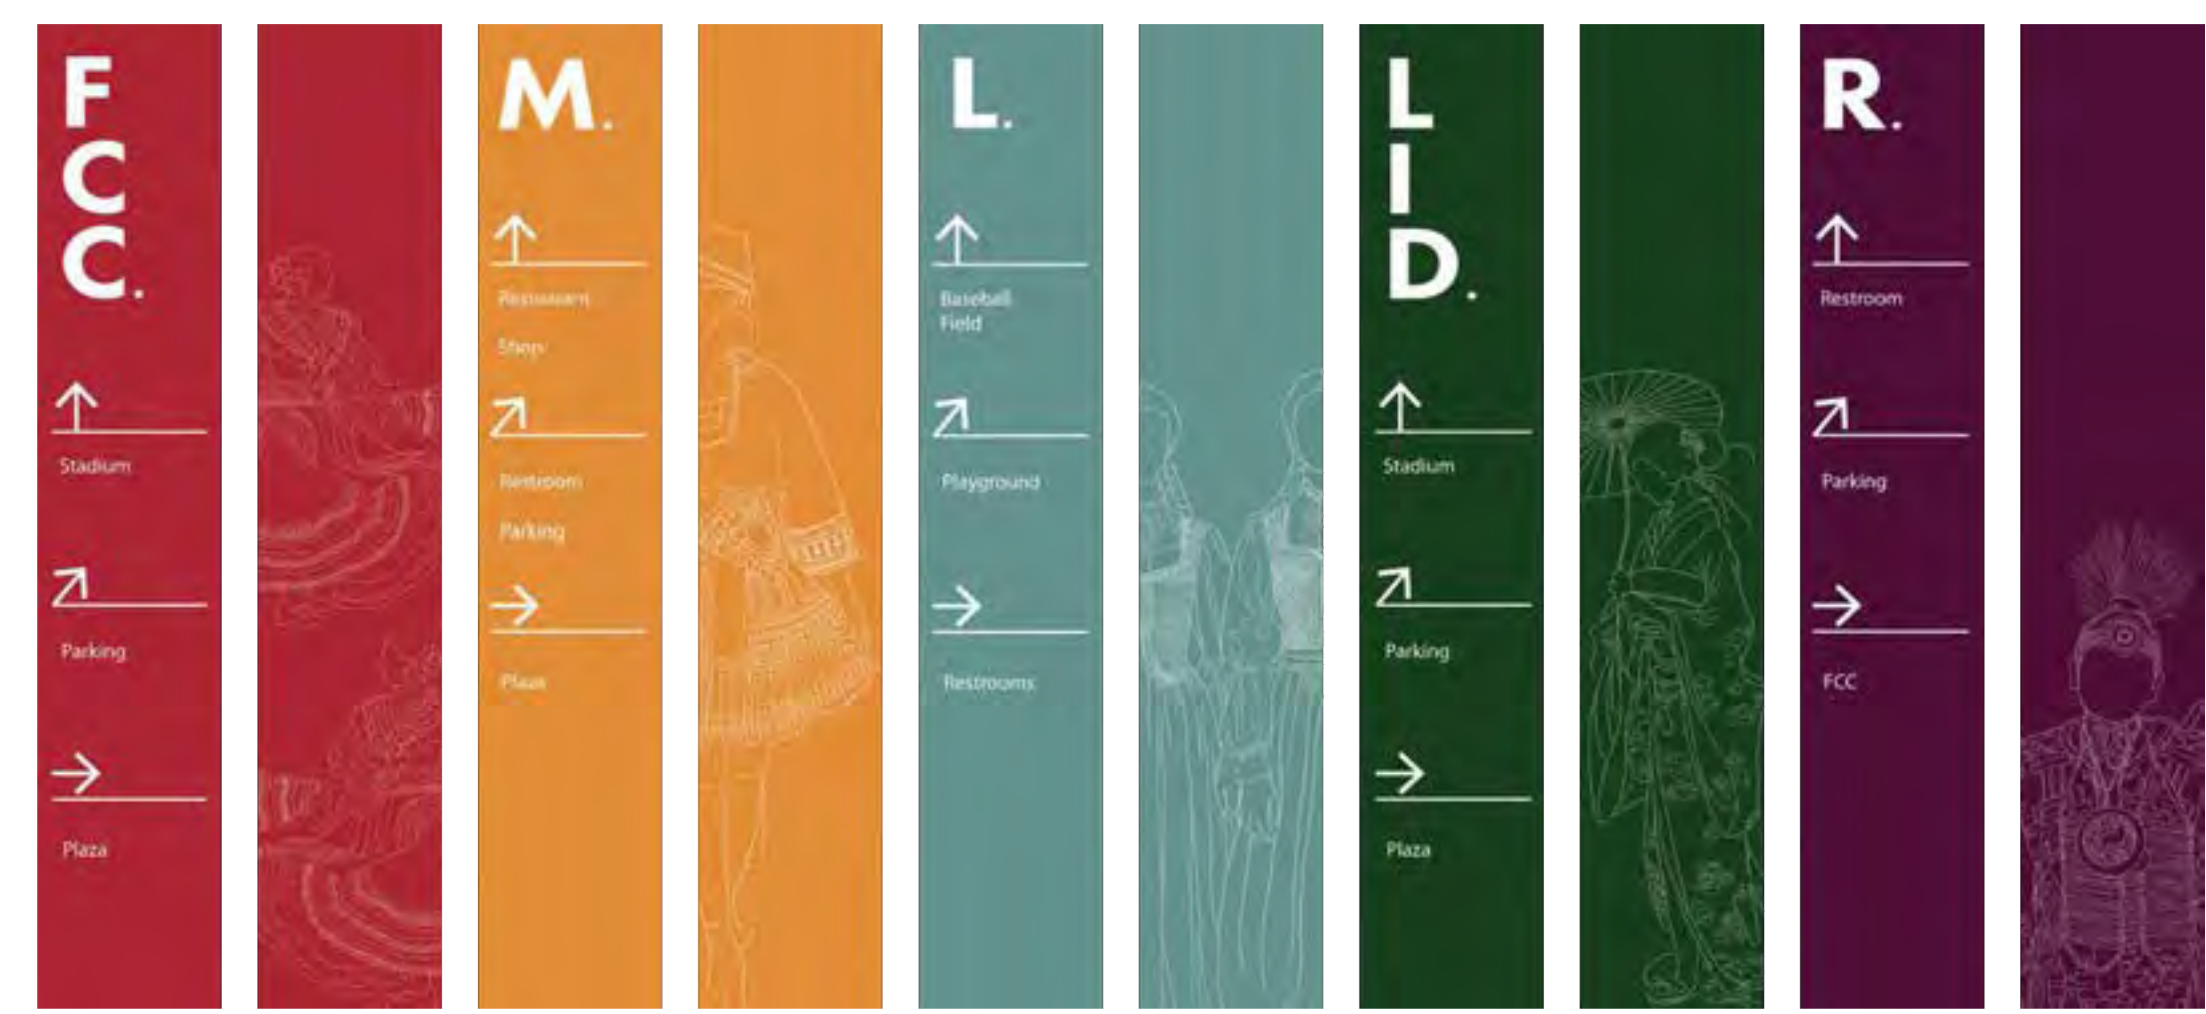 F
C
C.
Stadium
Parking
Plaza
M.
Restaurant
Shop
Restroom
Parking
Plaza
L.
Baseball
Field
Playground
Restrooms
L
I
D.
Stadium
Parking
Plaza
R.
Restroom
Parking
FCC